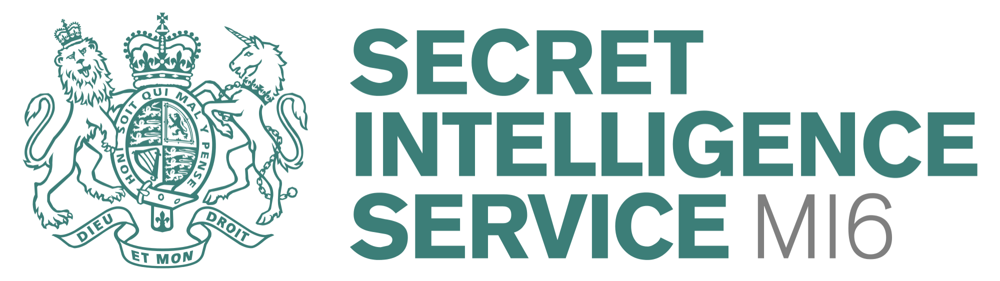 HONI SOIT QUI MAL Y PENSE
DIEU ET MON DROIT
SECRET
INTELLIGENCE
SERVICE MI6